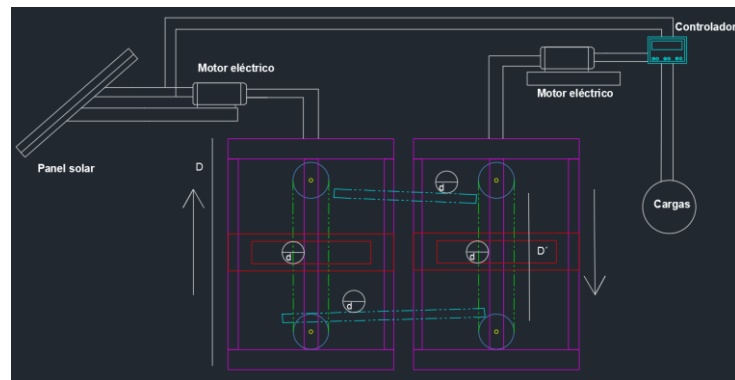 Controlador
Motor eléctrico
Motor eléctrico
Panel solar
D
d
Cargas
d
d
D´
d